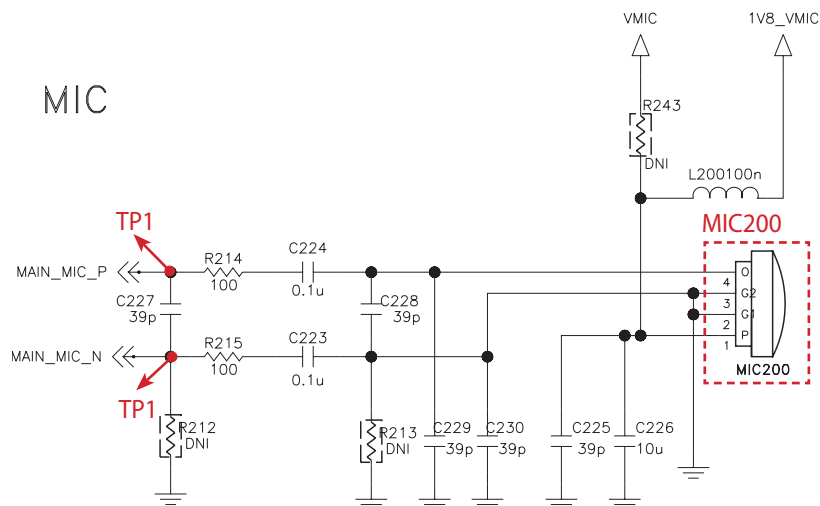 VMIC
1V8_VMIC
MIC
R243
DNI
L200100n
MIC200
TP1
MAIN_MIC_P
R214
100
C224
0.1u
C227
39p
C228
39p
O
4
G2
3
G1
2
P
1
MIC200
MAIN_MIC_N
R215
100
C223
0.1u
TP1
R212
DNI
R213
DNI
C229
39p
C230
39p
C225
39p
C226
10u